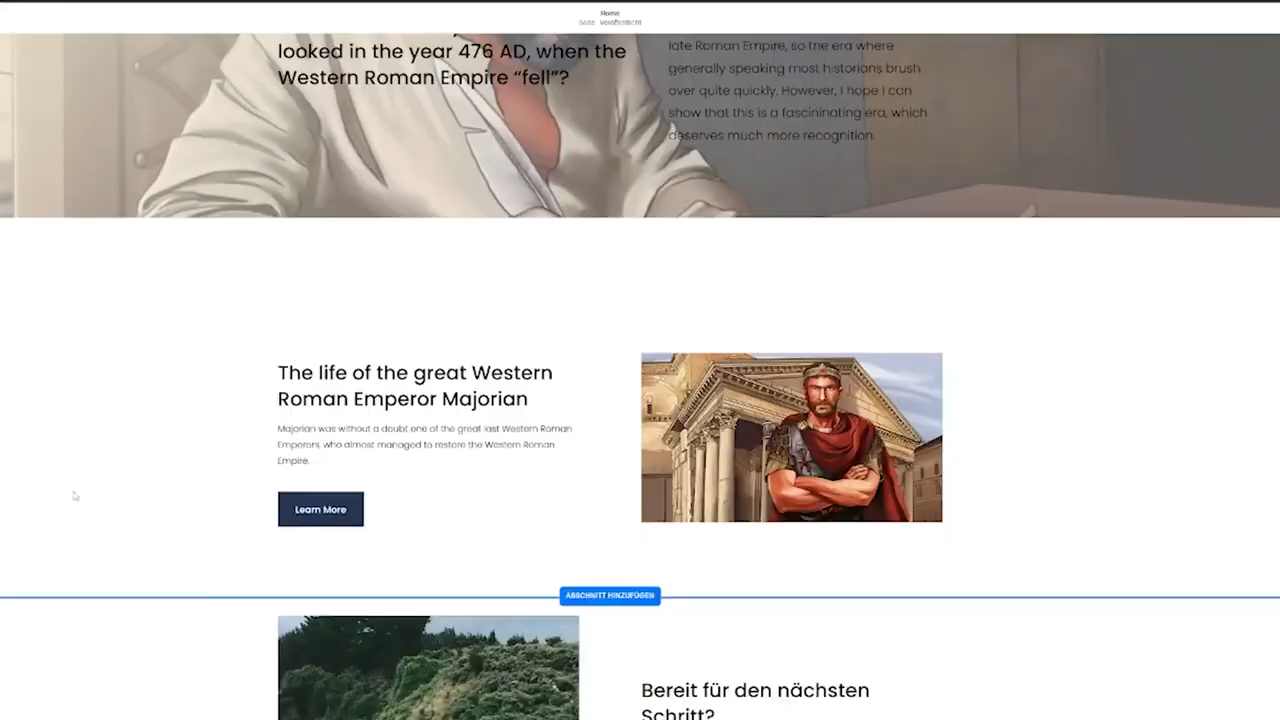 Home
Seite · Veröffentlicht
looked in the year 476 AD, when the
Western Roman Empire “fell”?
late Roman Empire, so the era where
generally speaking most historians brush
over quite quickly. However, I hope I can
show that this is a fascininating era, which
deserves much more recognition.
The life of the great Western
Roman Emperor Majorian
Majorian was without a doubt one of the great last Western Roman
Emperors, who almost managed to restore the Western Roman
Empire.
Learn More
ABSCHNITT HINZUFÜGEN
Bereit für den nächsten
Schritt?